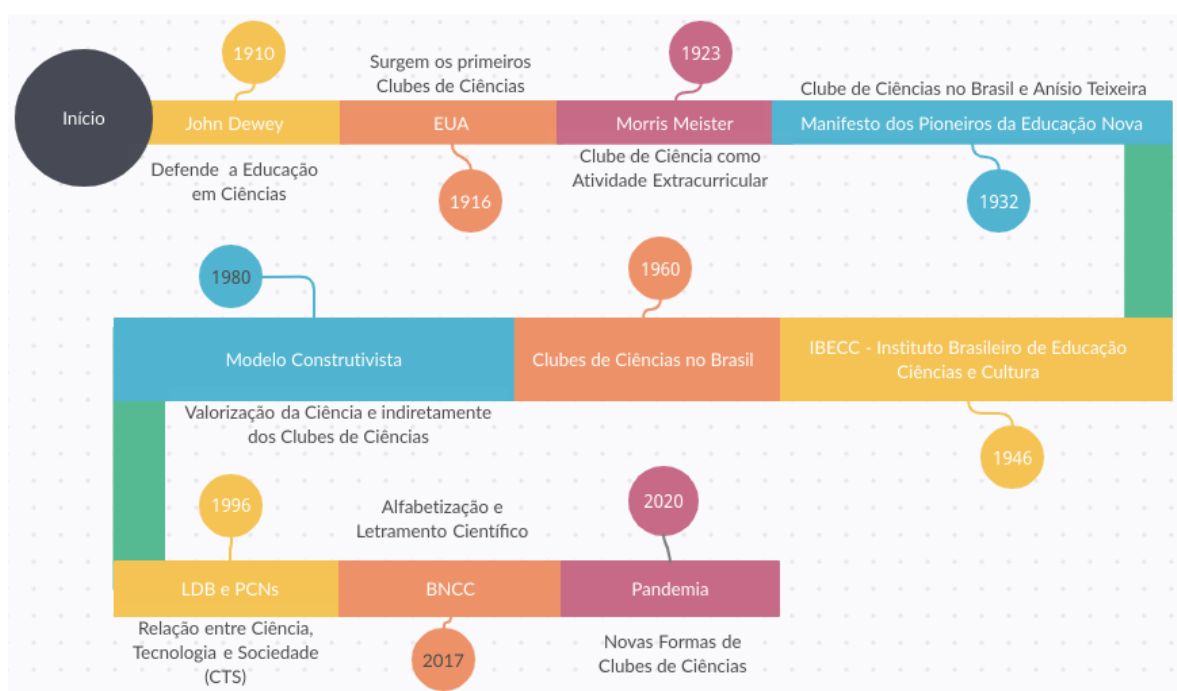 Início
1910
John Dewey
Defende a Educação
em Ciências
Surgem os primeiros
Clubes de Ciências
EUA
1916
1923
Morris Meister
Clube de Ciência como
Atividade Extracurricular
Clube de Ciências no Brasil e Anísio Teixeira
Manifesto dos Pioneiros da Educação Nova
1932
IBECC - Instituto Brasileiro de Educação
Ciências e Cultura
1946
1960
Clubes de Ciências no Brasil
1980
Modelo Construtivista
Valorização da Ciência e indiretamente
dos Clubes de Ciências
1996
LDB e PCNs
Relação entre Ciência,
Tecnologia e Sociedade
(CTS)
Alfabetização e
Letramento Científico
BNCC
2017
2020
Pandemia
Novas Formas de
Clubes de Ciências